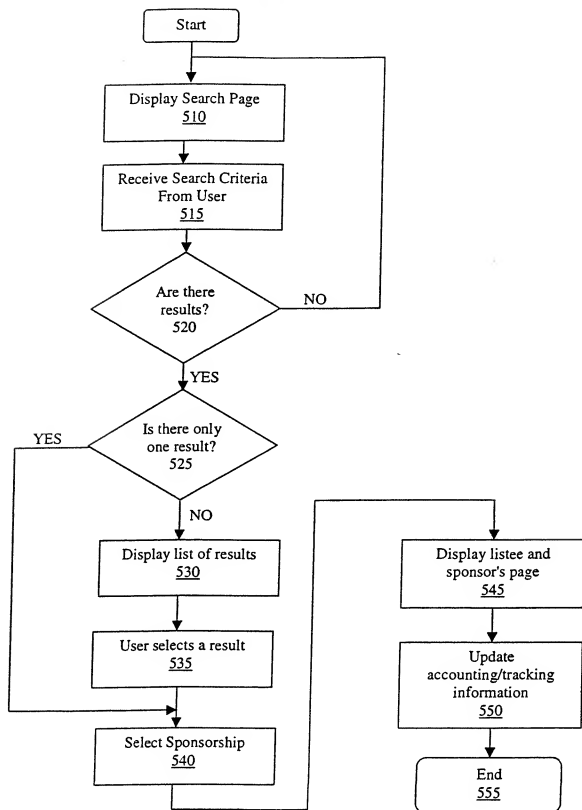 Start
Display Search Page
510
Receive Search Criteria
From User
515
Are there
results?
520
NO
YES
Is there only
one result?
525
YES
NO
Display list of results
530
User selects a result
535
Select Sponsorship
540
Display listee and
sponsor's page
545
Update
accounting/tracking
information
550
End
555